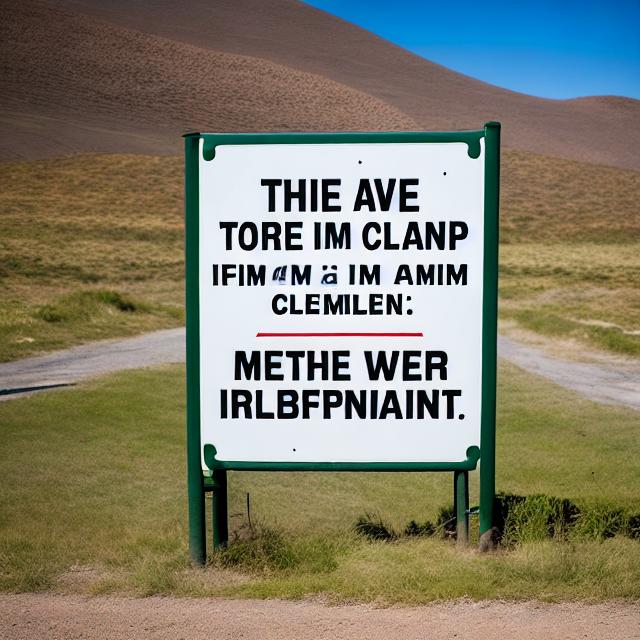 THIE AVE
TORE IM CLANP
IFIM M IM AMIM
CLEMILEN:
METHE WER
IRLBFPNIAINT.